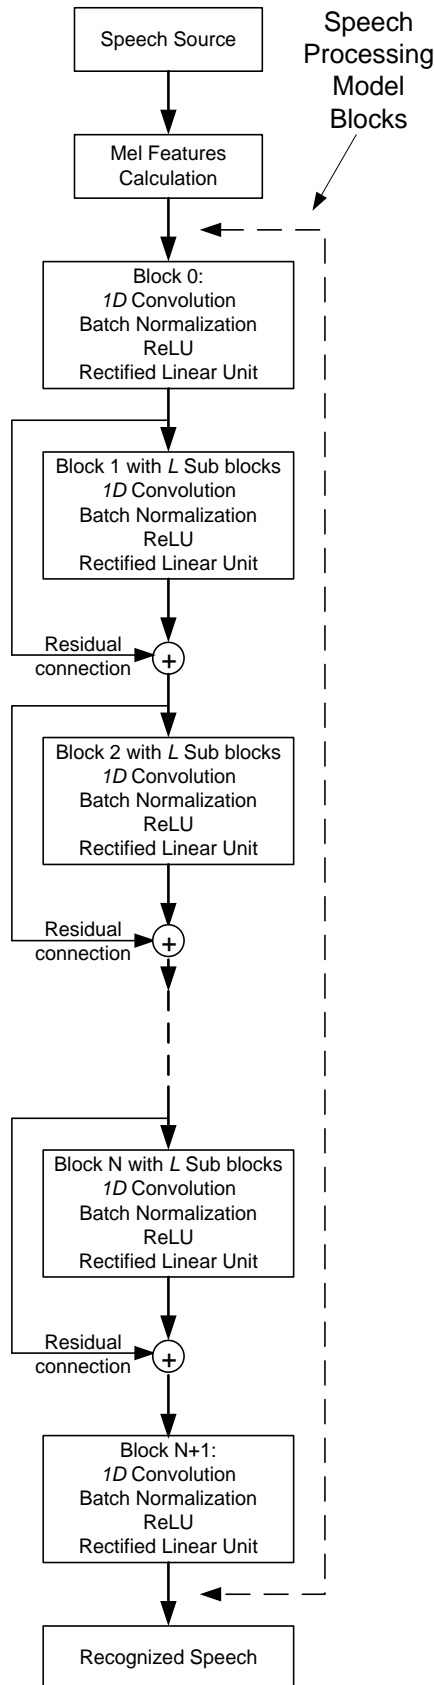 Speech Source
Speech
Processing
Model
Blocks
Mel Features
Calculation
Block 0:
1D Convolution
Batch Normalization
ReLU
Rectified Linear Unit
Block 1 with L Sub blocks
1D Convolution
Batch Normalization
ReLU
Rectified Linear Unit
Residual
connection
+
Block 2 with L Sub blocks
1D Convolution
Batch Normalization
ReLU
Rectified Linear Unit
Residual
connection
+
Block N with L Sub blocks
1D Convolution
Batch Normalization
ReLU
Rectified Linear Unit
Residual
connection
+
Block N+1:
1D Convolution
Batch Normalization
ReLU
Rectified Linear Unit
Recognized Speech